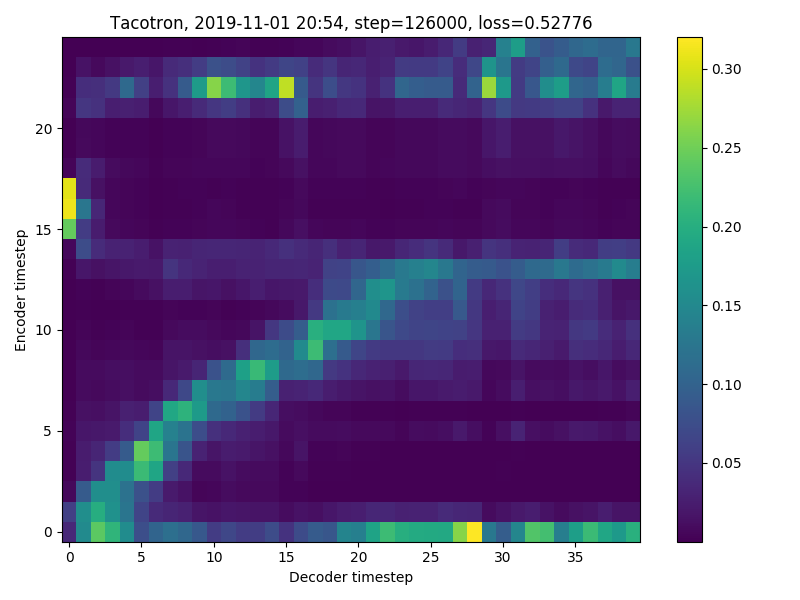 Tacotron, 2019-11-01 20:54, step=126000, loss=0.52776
Encoder timestep
20
15
10
5
0
0 5 10 15 20 25 30 35
Decoder timestep
0.30
0.25
0.20
0.15
0.10
0.05